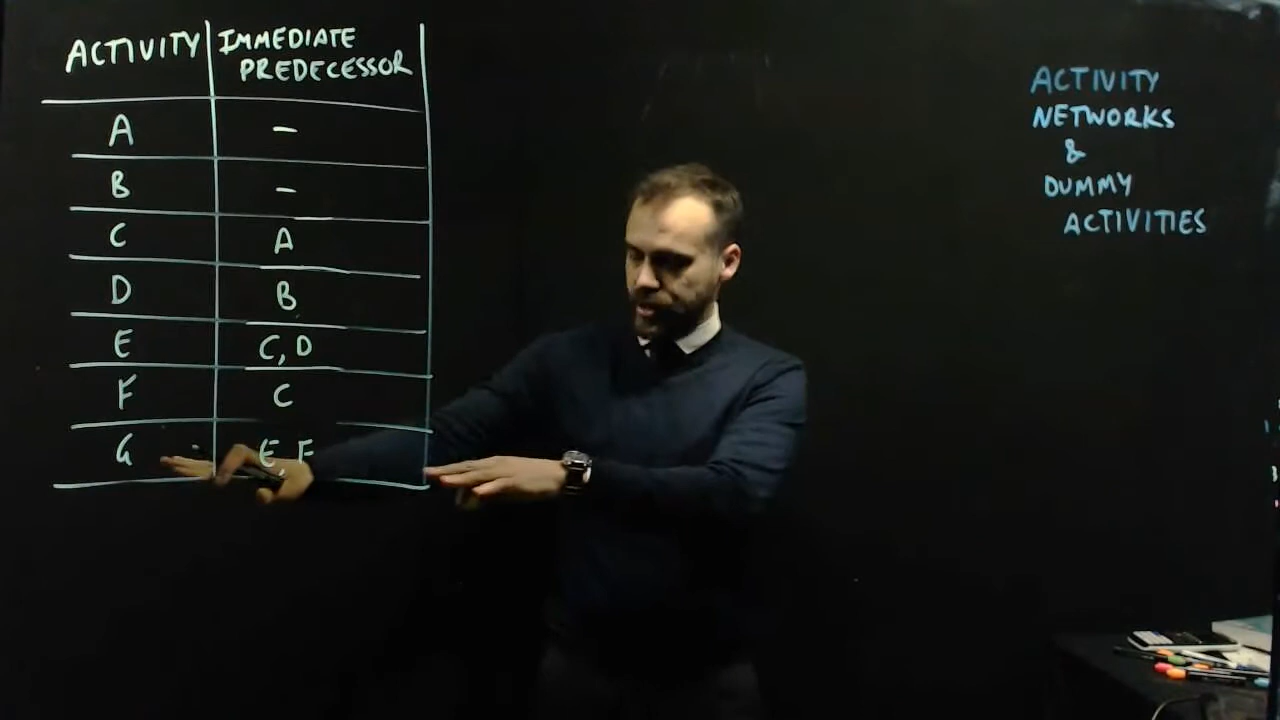 ACTIVITY IMMEDIATE PREDECESSOR
A -
B -
C A
D B
E C, D
F C
G E, F
ACTIVITY
NETWORKS
&
DUMMY
ACTIVITIES